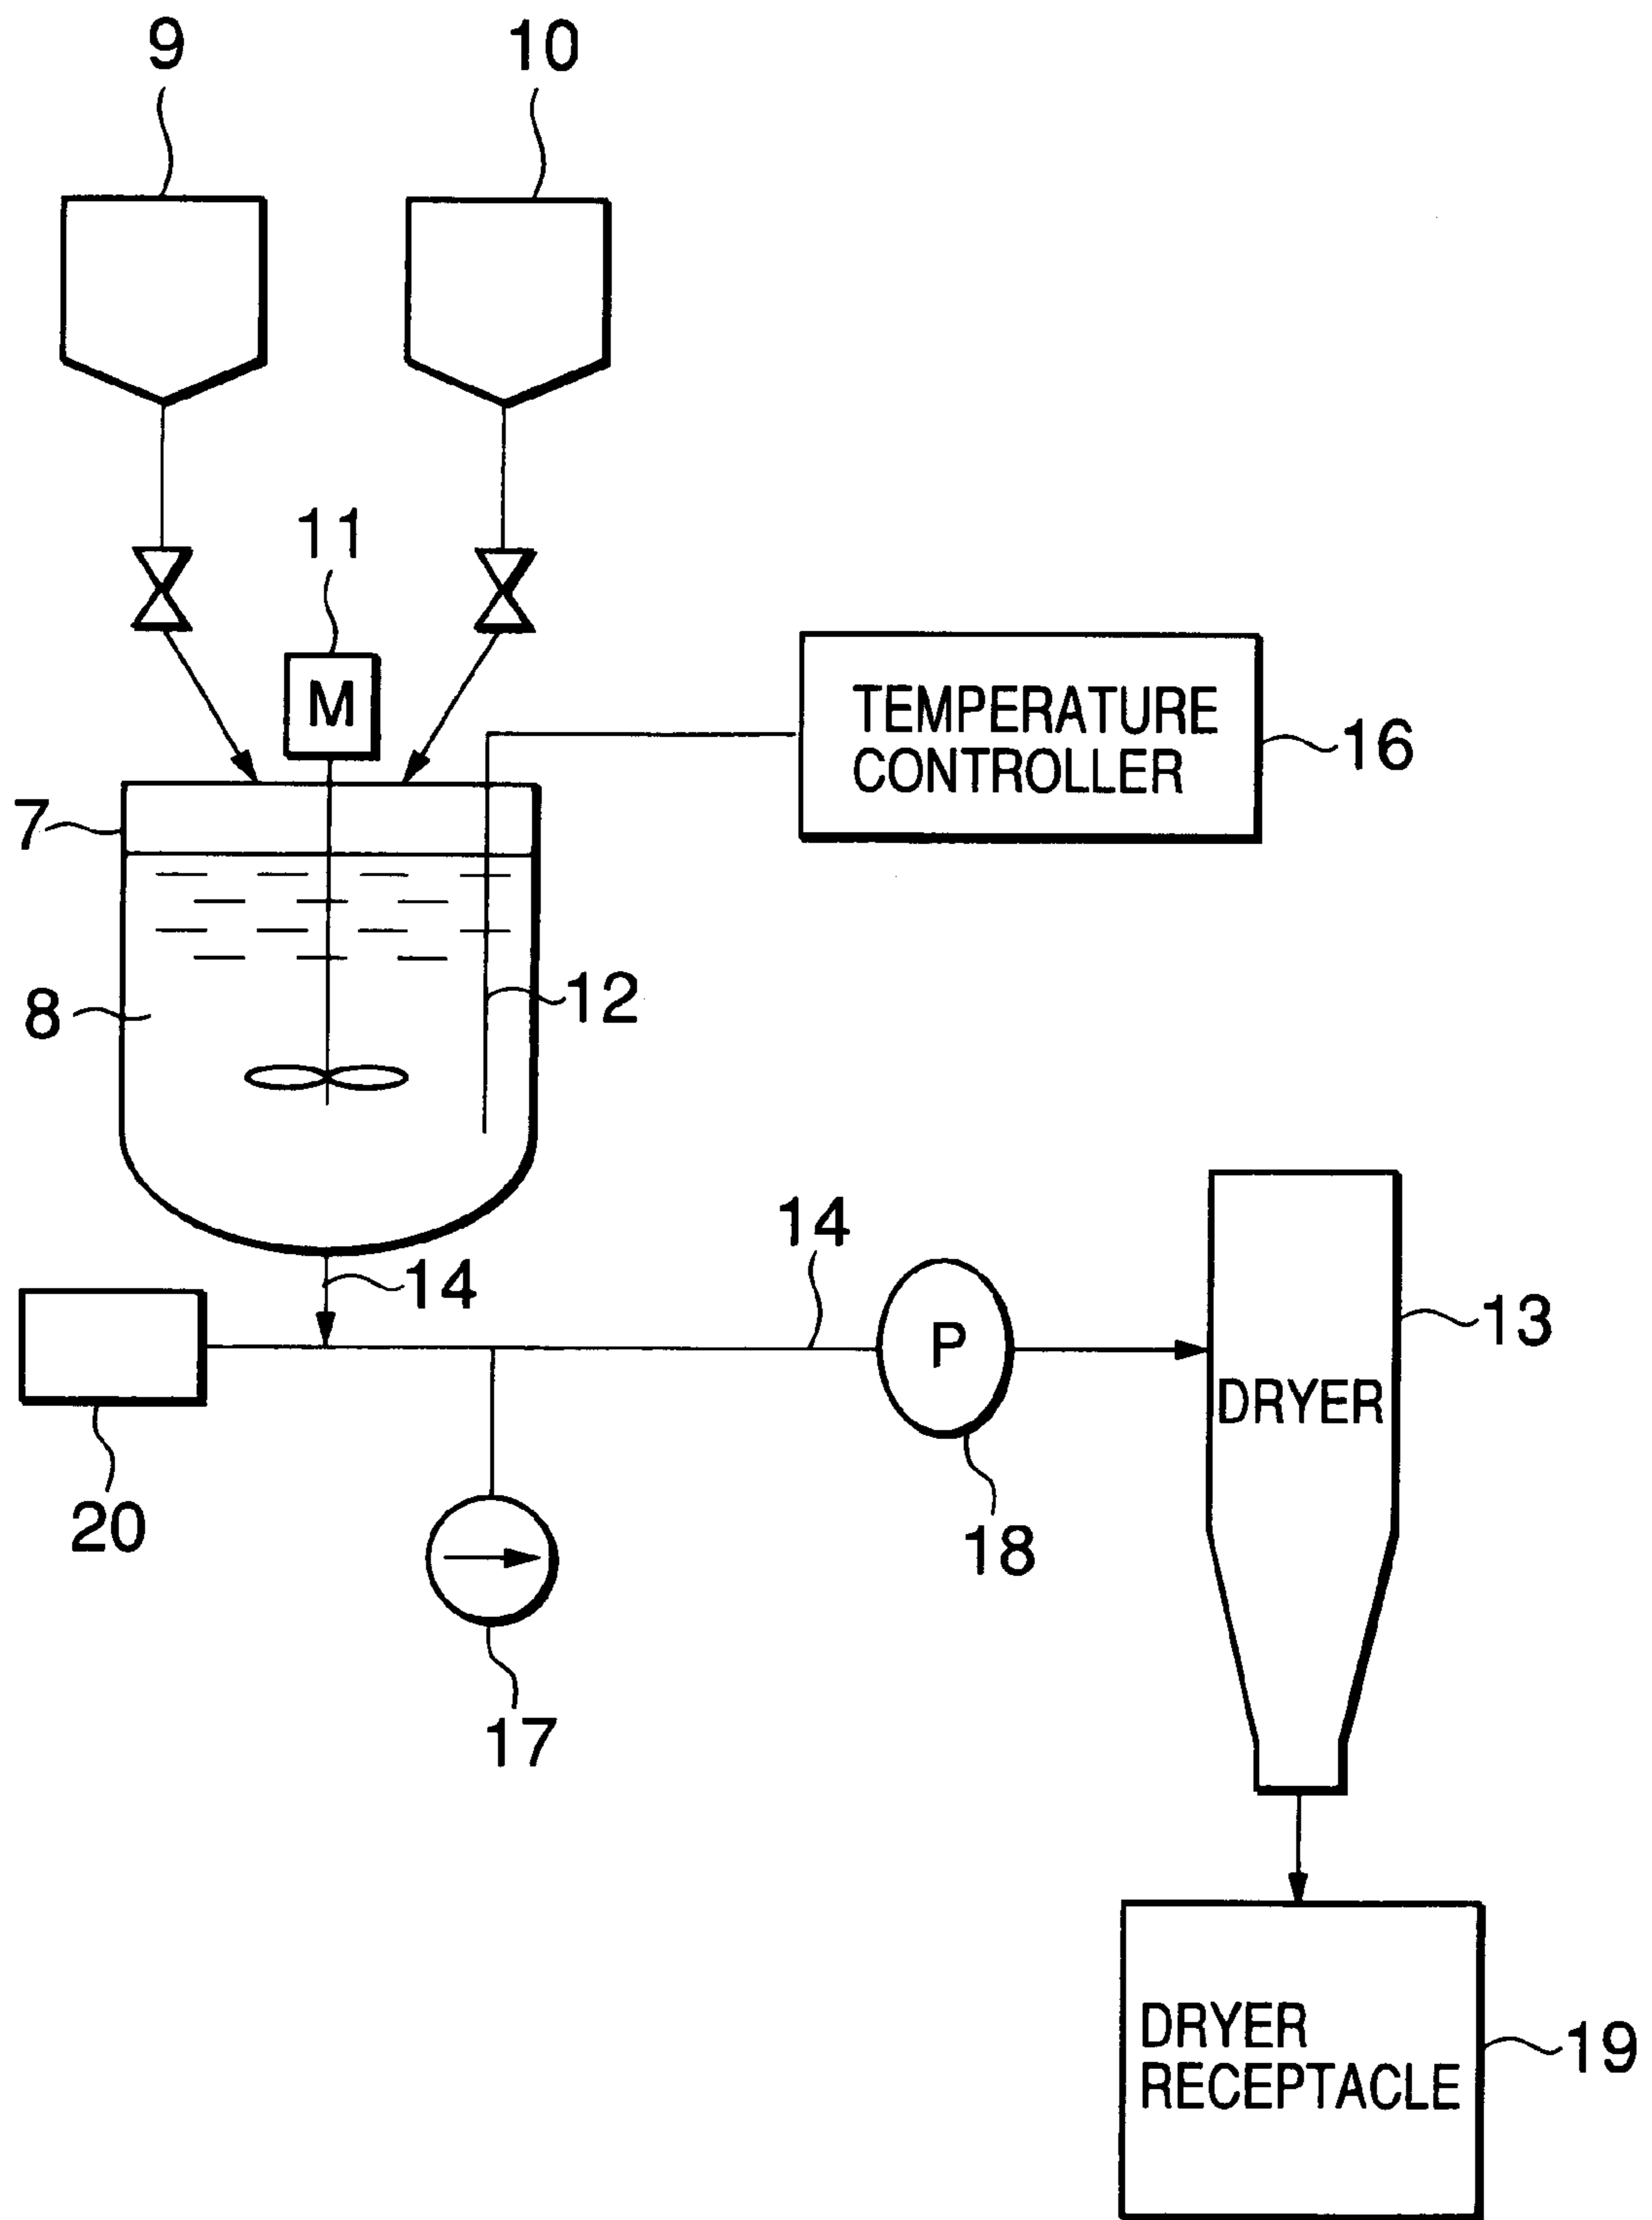 9
10
11
M
TEMPERATURE
CONTROLLER
16
7
8
12
14
14
P
13
DRYER
20
18
17
DRYER
RECEPTACLE
19